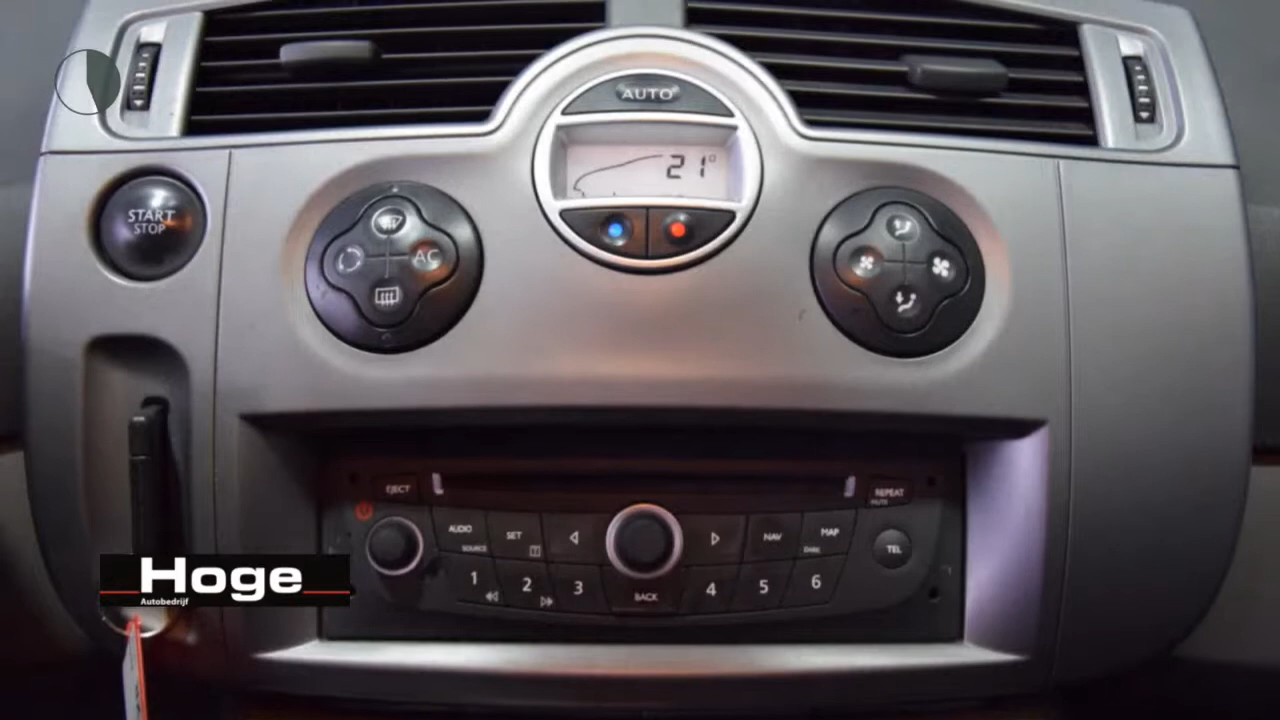 AUTO
21°
START
STOP
AC
EJECT
REPEAT
MUTE
AUDIO
SOURCE
SET
NAV
MAP
DISC
TEL
1
2
3
BACK
4
5
6
Hoge
Autobedrijf